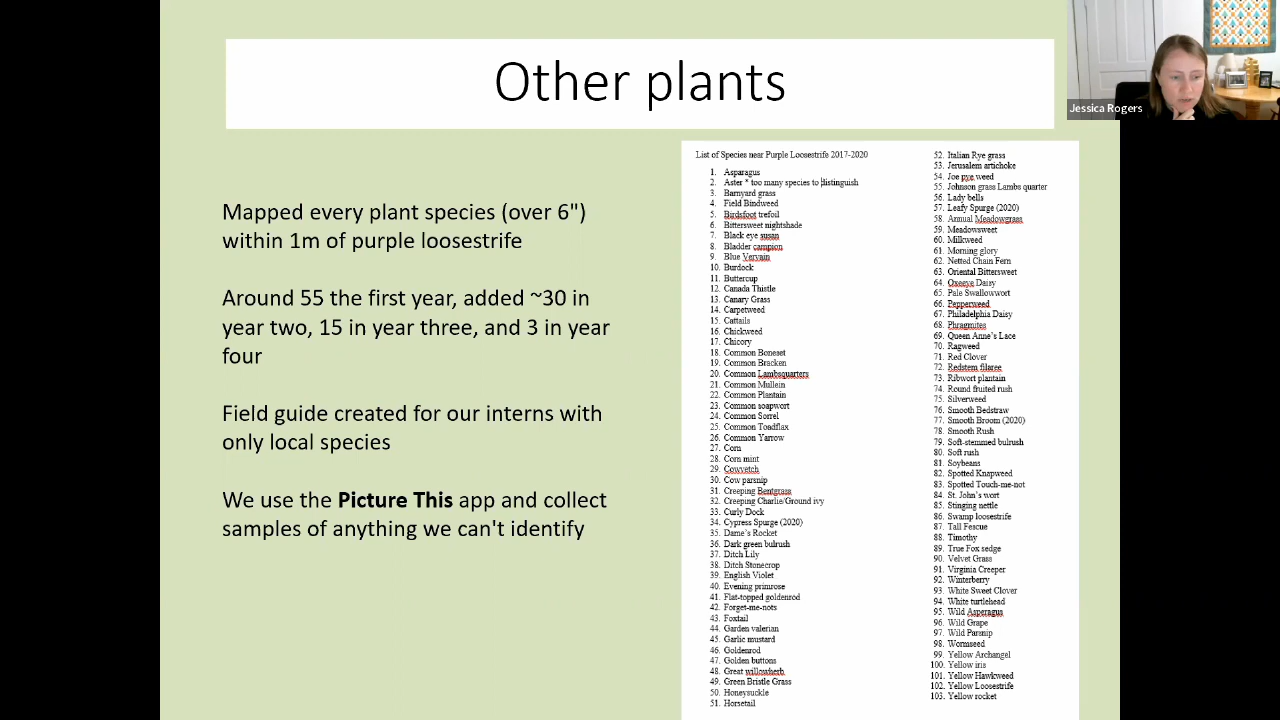 Other plants
Jessica Rogers
Mapped every plant species (over 6")
within 1m of purple loosestrife
Around 55 the first year, added ~30 in
year two, 15 in year three, and 3 in year
four
Field guide created for our interns with
only local species
We use the Picture This app and collect
samples of anything we can't identify
List of Species near Purple Loosestrife 2017-2020
1. Asparagus
2. Aster * too many species to distinguish
3. Barnyard grass
4. Field Bindweed
5. Birdsfoot trefoil
6. Bittersweet nightshade
7. Black eye susan
8. Bladder campion
9. Blue Vervain
10. Burdock
11. Buttercup
12. Canada Thistle
13. Canary Grass
14. Carpetweed
15. Cattails
16. Chickweed
17. Chicory
18. Common Boneset
19. Common Bracken
20. Common Lambsquarters
21. Common Mullein
22. Common Plantain
23. Common soapwort
24. Common Sorrel
25. Common Toadflax
26. Common Yarrow
27. Corn
28. Corn mint
29. Cowvetch
30. Cow parsnip
31. Creeping Bentgrass
32. Creeping Charlie/Ground ivy
33. Curly Dock
34. Cypress Spurge (2020)
35. Dame's Rocket
36. Dark green bulrush
37. Ditch Lily
38. Ditch Stonecrop
39. English Violet
40. Evening primrose
41. Flat-topped goldenrod
42. Forget-me-nots
43. Foxtail
44. Garden valerian
45. Garlic mustard
46. Goldenrod
47. Golden buttons
48. Great willowherb
49. Green Bristle Grass
50. Honeysuckle
51. Horsetail
52. Italian Rye grass
53. Jerusalem artichoke
54. Joe pye weed
55. Johnson grass Lambs quarter
56. Lady bells
57. Leafy Spurge (2020)
58. Annual Meadowgrass
59. Meadowsweet
60. Milkweed
61. Morning glory
62. Netted Chain Fern
63. Oriental Bittersweet
64. Oxeeye Daisy
65. Pale Swallowwort
66. Pepperweed
67. Philadelphia Daisy
68. Phragmites
69. Queen Anne's Lace
70. Ragweed
71. Red Clover
72. Redstem filaree
73. Ribwort plantain
74. Round fruited rush
75. Silverweed
76. Smooth Bedstraw
77. Smooth Broom (2020)
78. Smooth Rush
79. Soft-stemmed bulrush
80. Soft rush
81. Soybeans
82. Spotted Knapweed
83. Spotted Touch-me-not
84. St. John's wort
85. Stinging nettle
86. Swamp loosestrife
87. Tall Fescue
88. Timothy
89. True Fox sedge
90. Velvet Grass
91. Virginia Creeper
92. Winterberry
93. White Sweet Clover
94. White turtlehead
95. Wild Asperagus
96. Wild Grape
97. Wild Parsnip
98. Wormseed
99. Yellow Archangel
100. Yellow iris
101. Yellow Hawkweed
102. Yellow Loosestrife
103. Yellow rocket